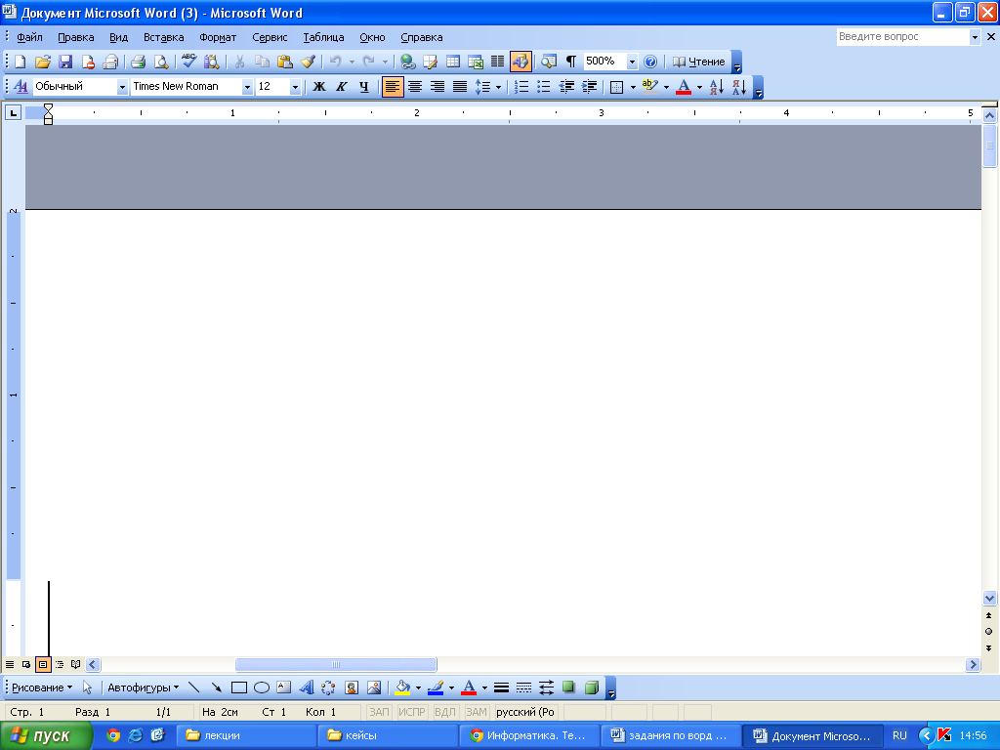 Документ Microsoft Word (3) - Microsoft Word
Файл Правка Вид Вставка Формат Сервис Таблица Окно Справка Введите вопрос
500% Чтение
Обычный Times New Roman 12 Ж К Ч
1 2 3 4 5
2
1
Рисование Автофигуры
Стр. 1 Разд 1 1/1 На 2см Ст 1 Кол 1 ЗАП ИСПР ВДЛ ЗАМ русский (Ро
пуск лекции кейсы Информатика. Те... задания по ворд ... Документ Microso... RU 14:56